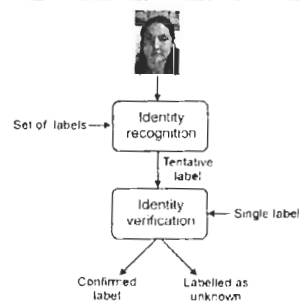 Identity
recognition
Set of labels
Tentative
label
Identity
verification
Single label
Confirmed
label
Labelled as
unknown